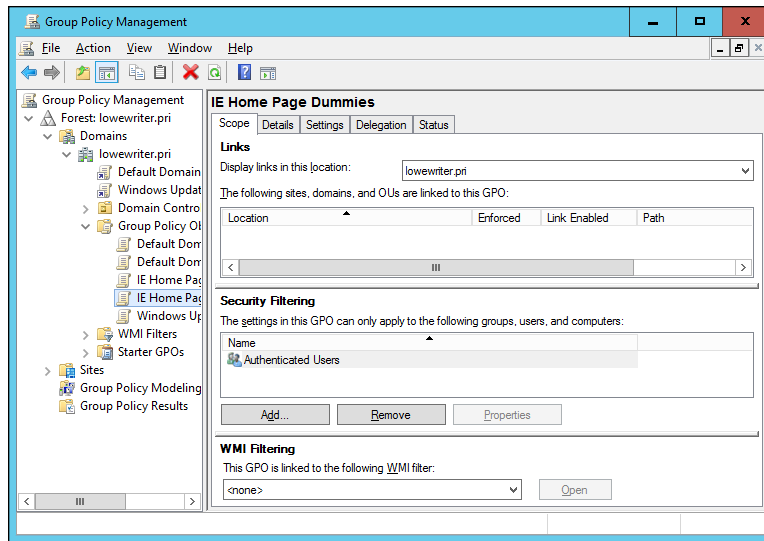 Group Policy Management
File Action View Window Help
Group Policy Management
Forest: lowewriter.pri
Domains
lowewriter.pri
Default Domain
Windows Updat
Domain Contro
Group Policy Ob
Default Dom
Default Dom
IE Home Pag
IE Home Pag
Windows Up
WMI Filters
Starter GPOs
Sites
Group Policy Modeling
Group Policy Results
IE Home Page Dummies
Scope Details Settings Delegation Status
Links
Display links in this location: lowewriter.pri
The following sites, domains, and OUs are linked to this GPO:
Location Enforced Link Enabled Path
Security Filtering
The settings in this GPO can only apply to the following groups, users, and computers:
Name
Authenticated Users
Add... Remove Properties
WMI Filtering
This GPO is linked to the following WMI filter:
<none> Open